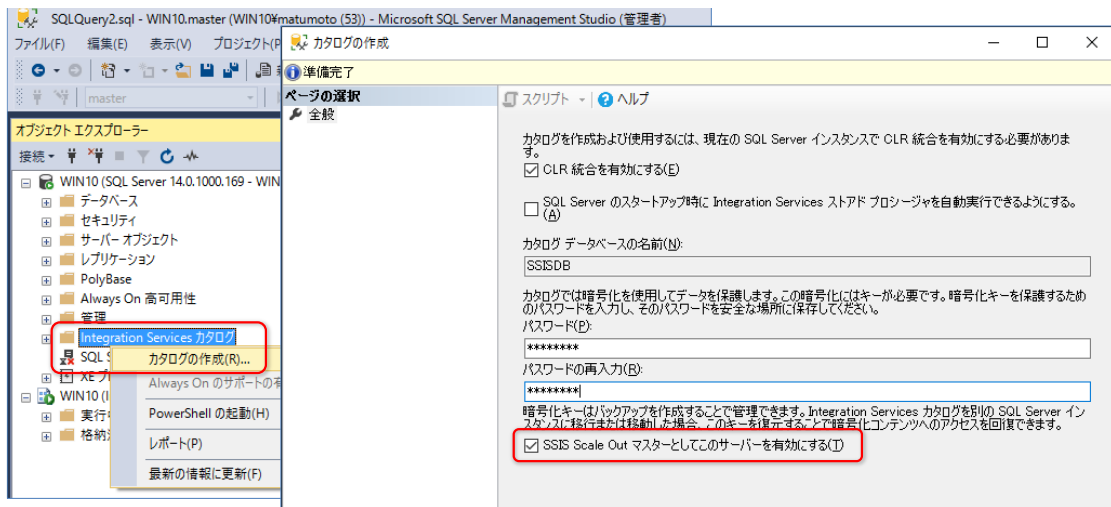 SQLQuery2.sql - WIN10.master (WIN10¥matumoto (53)) - Microsoft SQL Server Management Studio (管理者)
ファイル(F) 編集(E) 表示(V) プロジェクト(P
master
オブジェクト エクスプローラー
接続
WIN10 (SQL Server 14.0.1000.169 - WIN
データベース
セキュリティ
サーバー オブジェクト
レプリケーション
PolyBase
Always On 高可用性
管理
Integration Services カタログ
SQL S
XE プ
WIN10 (I
実行
格納
カタログの作成(R)...
Always On のサポートの有
PowerShell の起動(H)
レポート(P)
最新の情報に更新(F)
カタログの作成
準備完了
ページの選択
全般
スクリプト ヘルプ
カタログを作成および使用するには、現在の SQL Server インスタンスで CLR 統合を有効にする必要がありま
す。
CLR 統合を有効にする(E)
SQL Server のスタートアップ時に Integration Services ストアド プロシージャを自動実行できるようにする。
(A)
カタログ データベースの名前(N):
SSISDB
カタログでは暗号化を使用してデータを保護します。この暗号化にはキーが必要です。暗号化キーを保護するため
のパスワードを入力し、そのパスワードを安全な場所に保存してください。
パスワード(P):
********
パスワードの再入力(R):
********
暗号化キーはバックアップを作成することで管理できます。Integration Services カタログを別の SQL Server イン
スタンスに移行または移動した場合、このキーを復元することで暗号化コンテンツへのアクセスを回復できます。
SSIS Scale Out マスターとしてこのサーバーを有効にする(T)